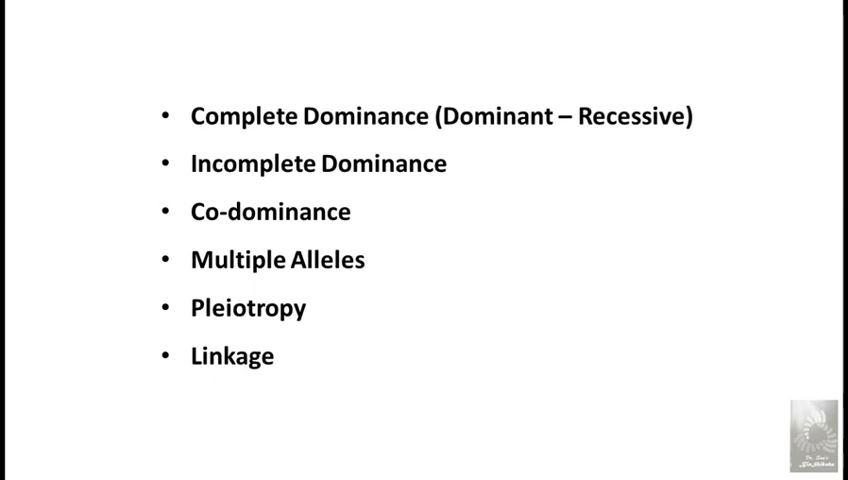 • Complete Dominance (Dominant – Recessive)
• Incomplete Dominance
• Co-dominance
• Multiple Alleles
• Pleiotropy
• Linkage